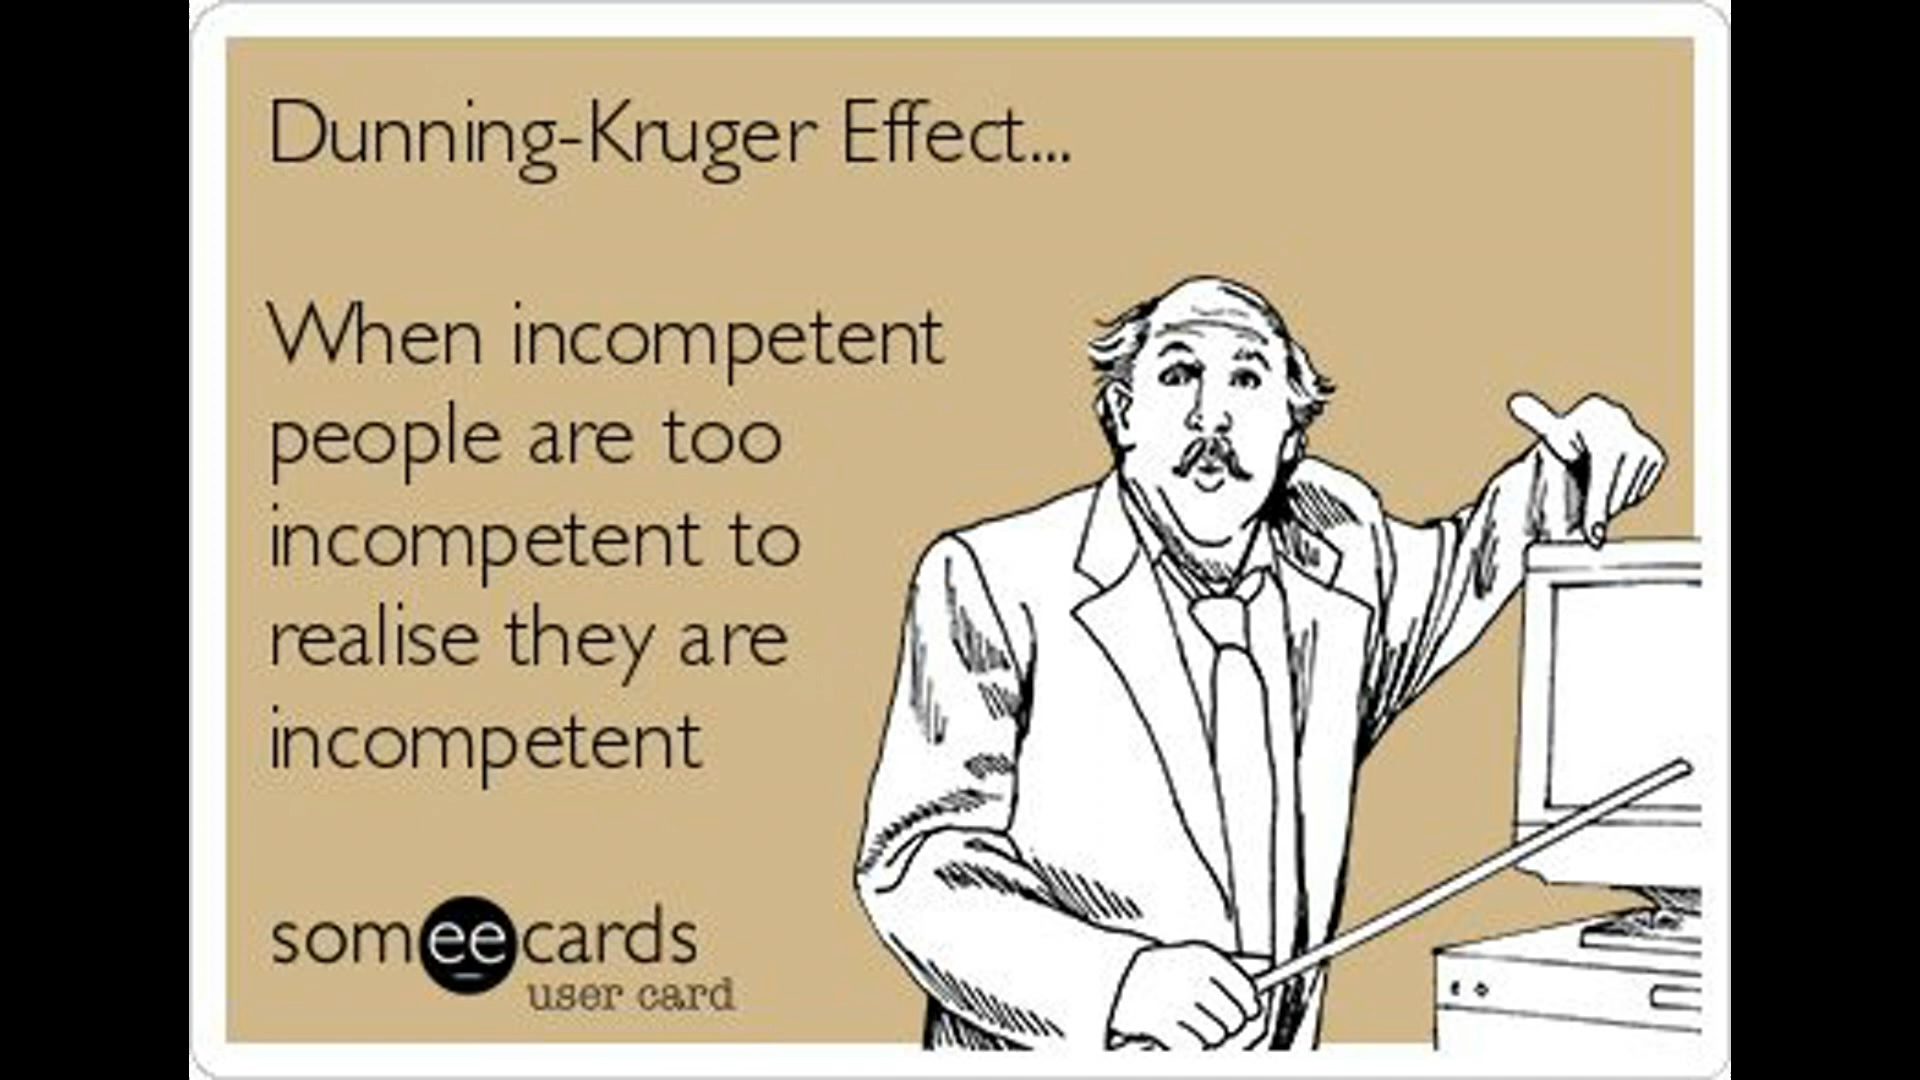 Dunning-Kruger Effect...
When incompetent
people are too
incompetent to
realise they are
incompetent
someecards
user card